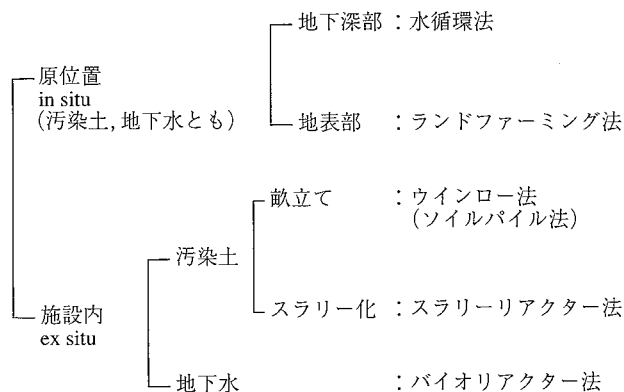 地下深部 ：水循環法
原位置
in situ
(汚染土,地下水とも)
地表部 ：ランドファーミング法
畝立て ：ウインロー法
(ソイルパイル法)
汚染土
施設内
ex situ
スラリー化 ：スラリーリアクター法
地下水 ：バイオリアクター法